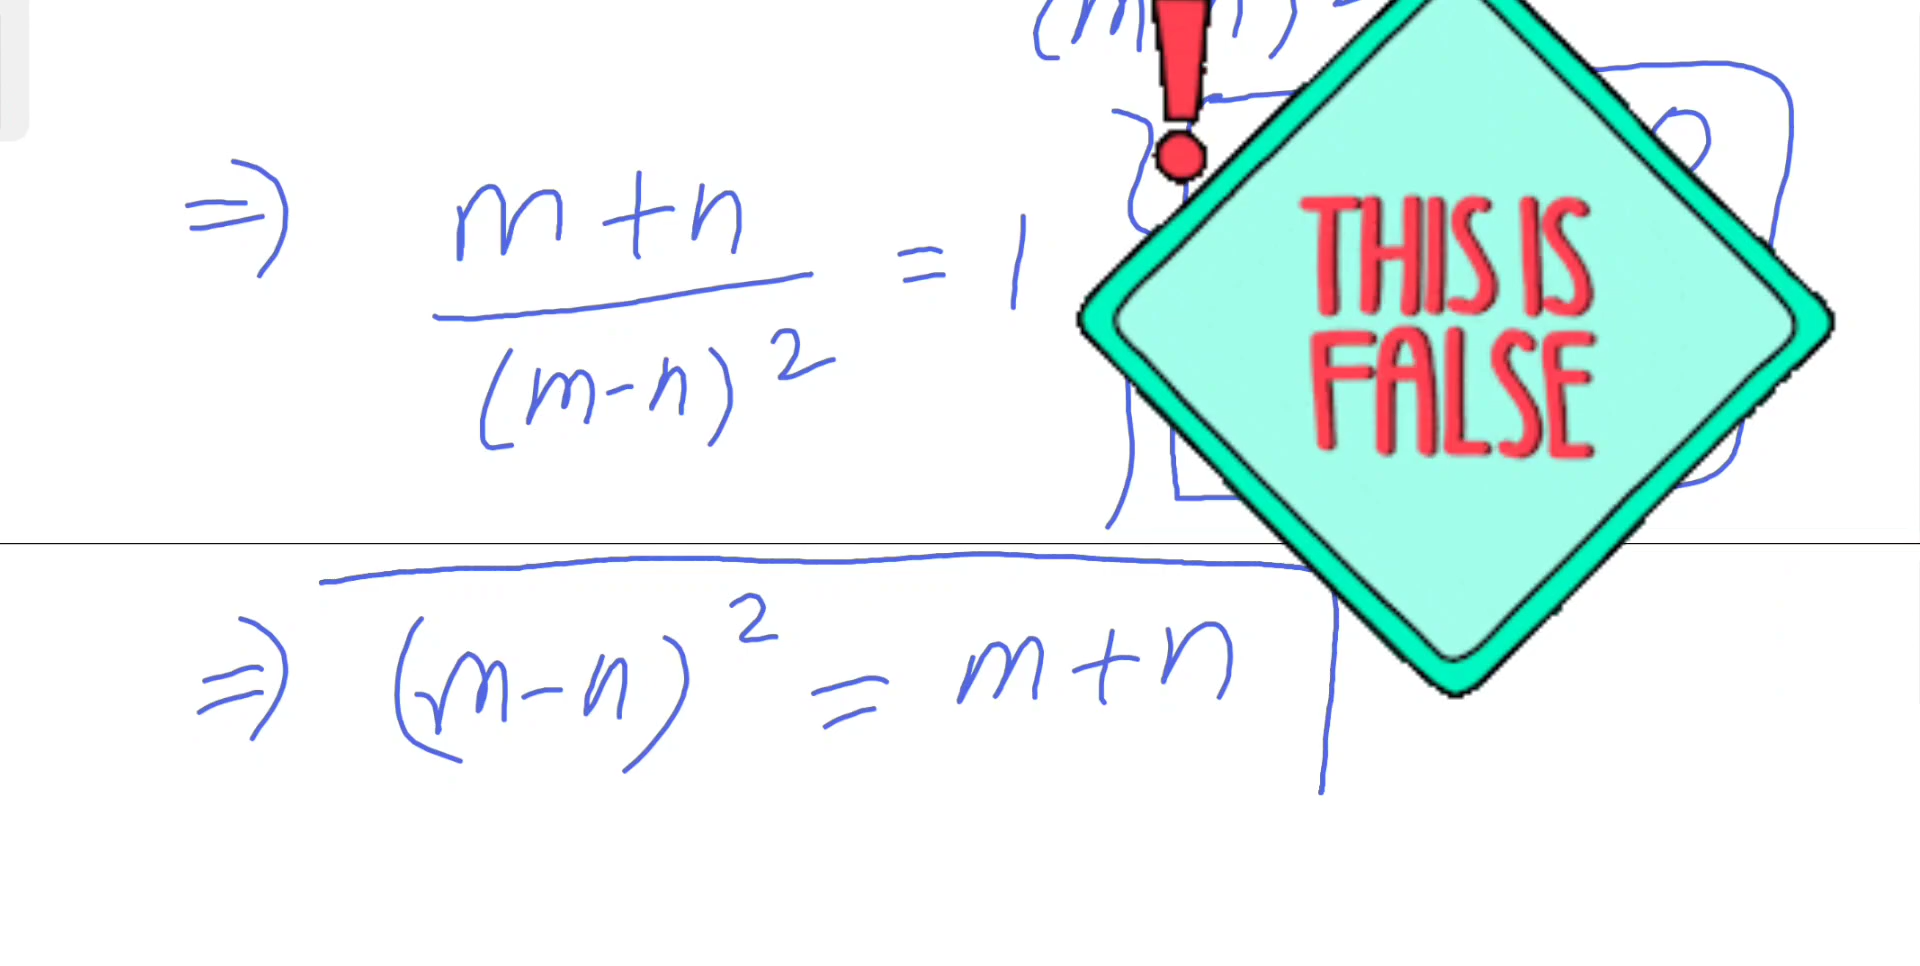 ⇒ m+n / (m-n)² = 1
THIS IS
FALSE
⇒ (m-n)² = m+n